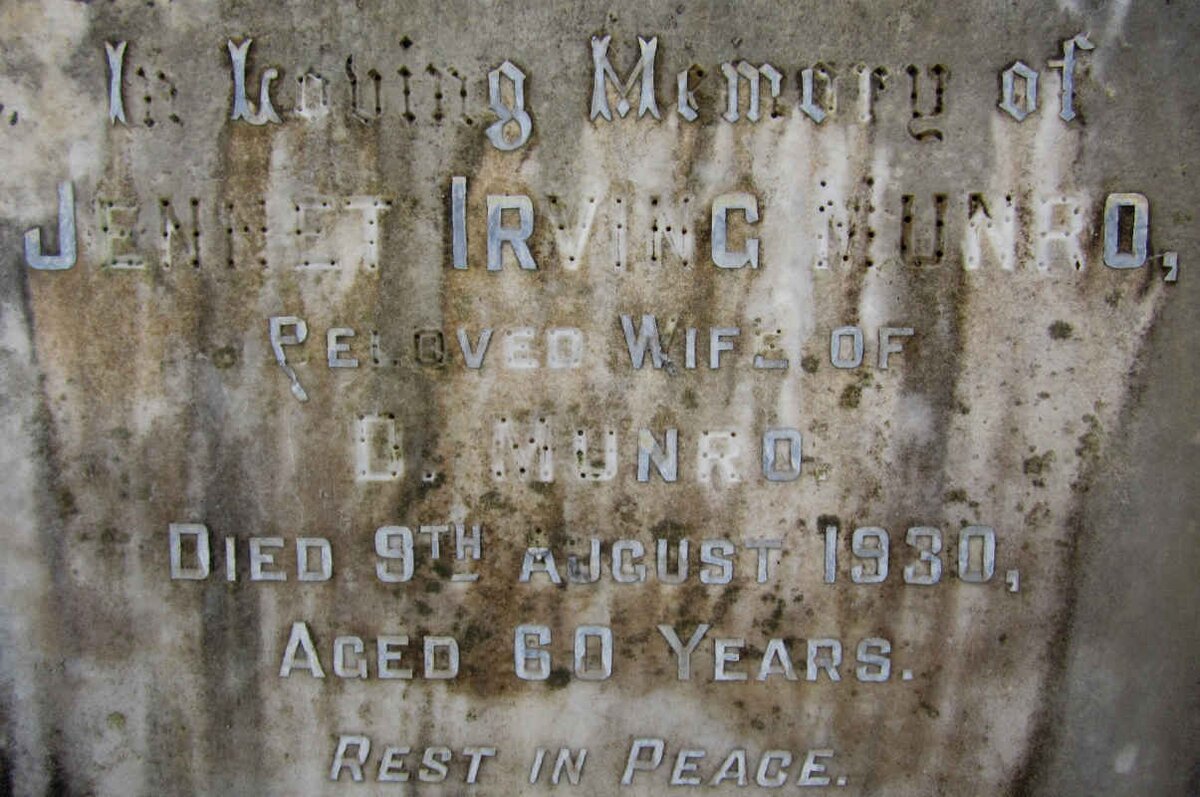 In Loving Memory of
JENNET IRVING MUNRO,
BELOVED WIFE OF
D. MUNRO.
DIED 9TH AUGUST 1930,
AGED 60 YEARS.
REST IN PEACE.